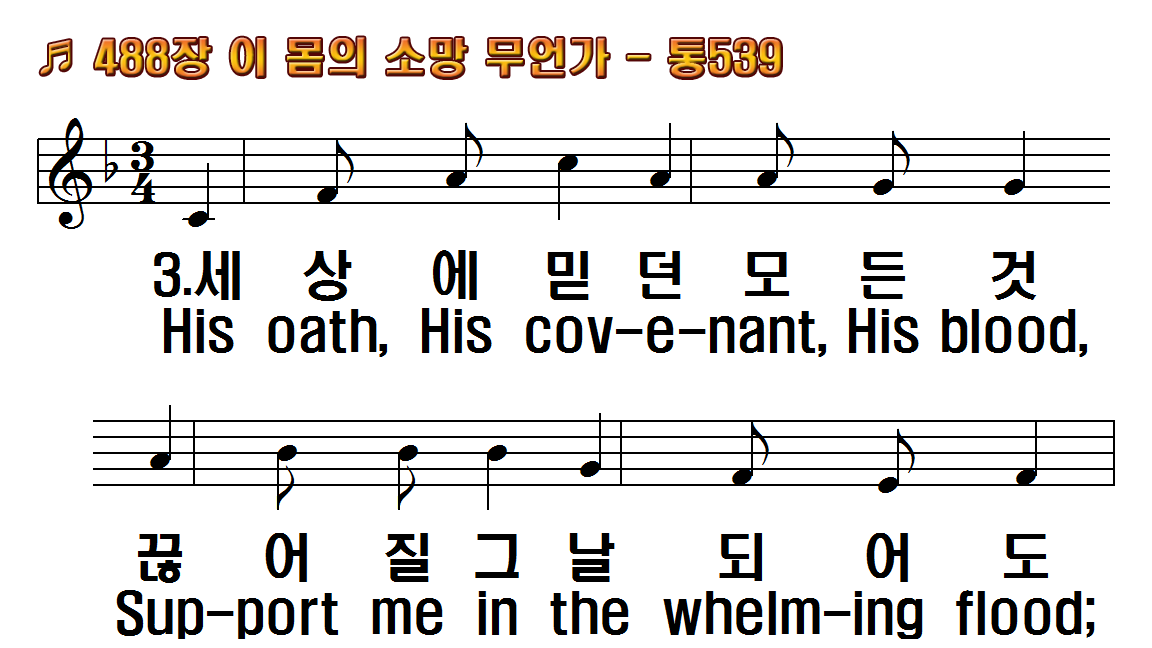 ♬ 488장 이 몸의 소망 무언가 - 통539
3
4
3.세 상 에 믿 던 모 든 것
His oath, His cov-e-nant, His blood,
끊 어 질 그 날 되 어 도
Sup-port me in the whelm-ing flood;